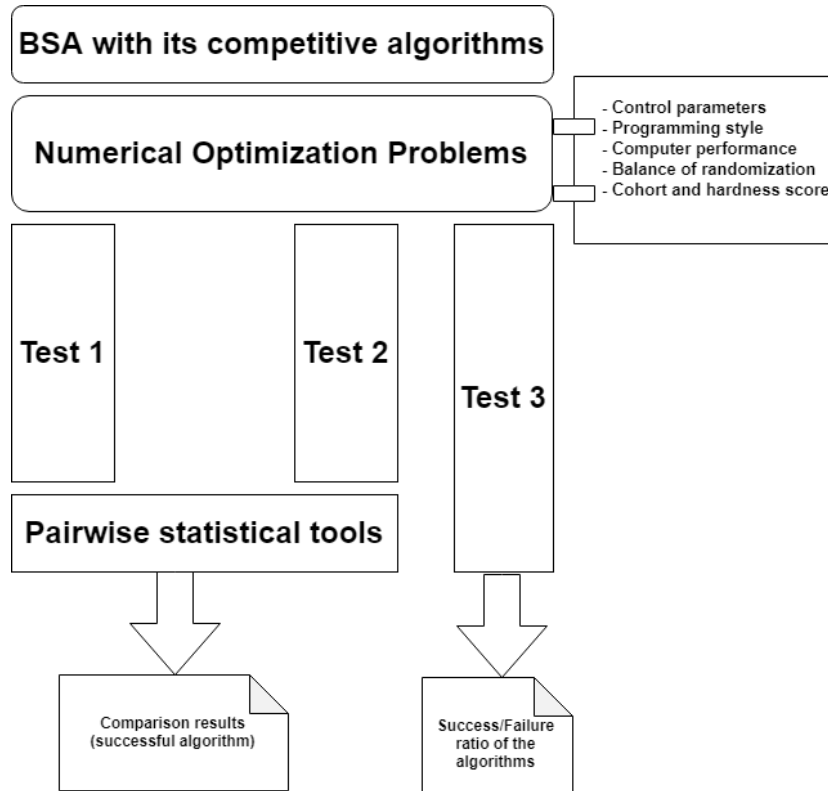 BSA with its competitive algorithms
Numerical Optimization Problems
- Control parameters
- Programming style
- Computer performance
- Balance of randomization
- Cohort and hardness score
Test 1
Test 2
Test 3
Pairwise statistical tools
Comparison results
(successful algorithm)
Success/Failure
ratio of the
algorithms